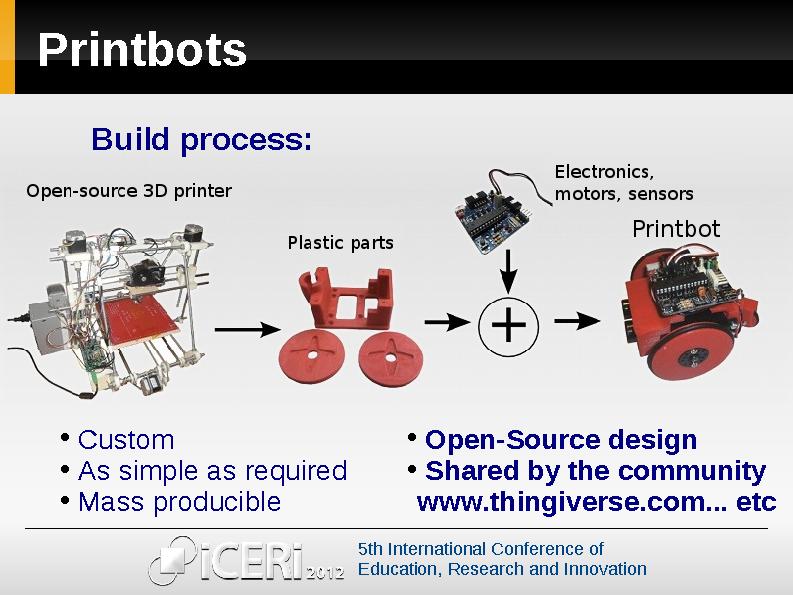 Printbots
Build process:
Open-source 3D printer
Plastic parts
Electronics,
motors, sensors
Printbot
• Custom
• As simple as required
• Mass producible
• Open-Source design
• Shared by the community
www.thingiverse.com... etc
iCERi 2012
5th International Conference of
Education, Research and Innovation